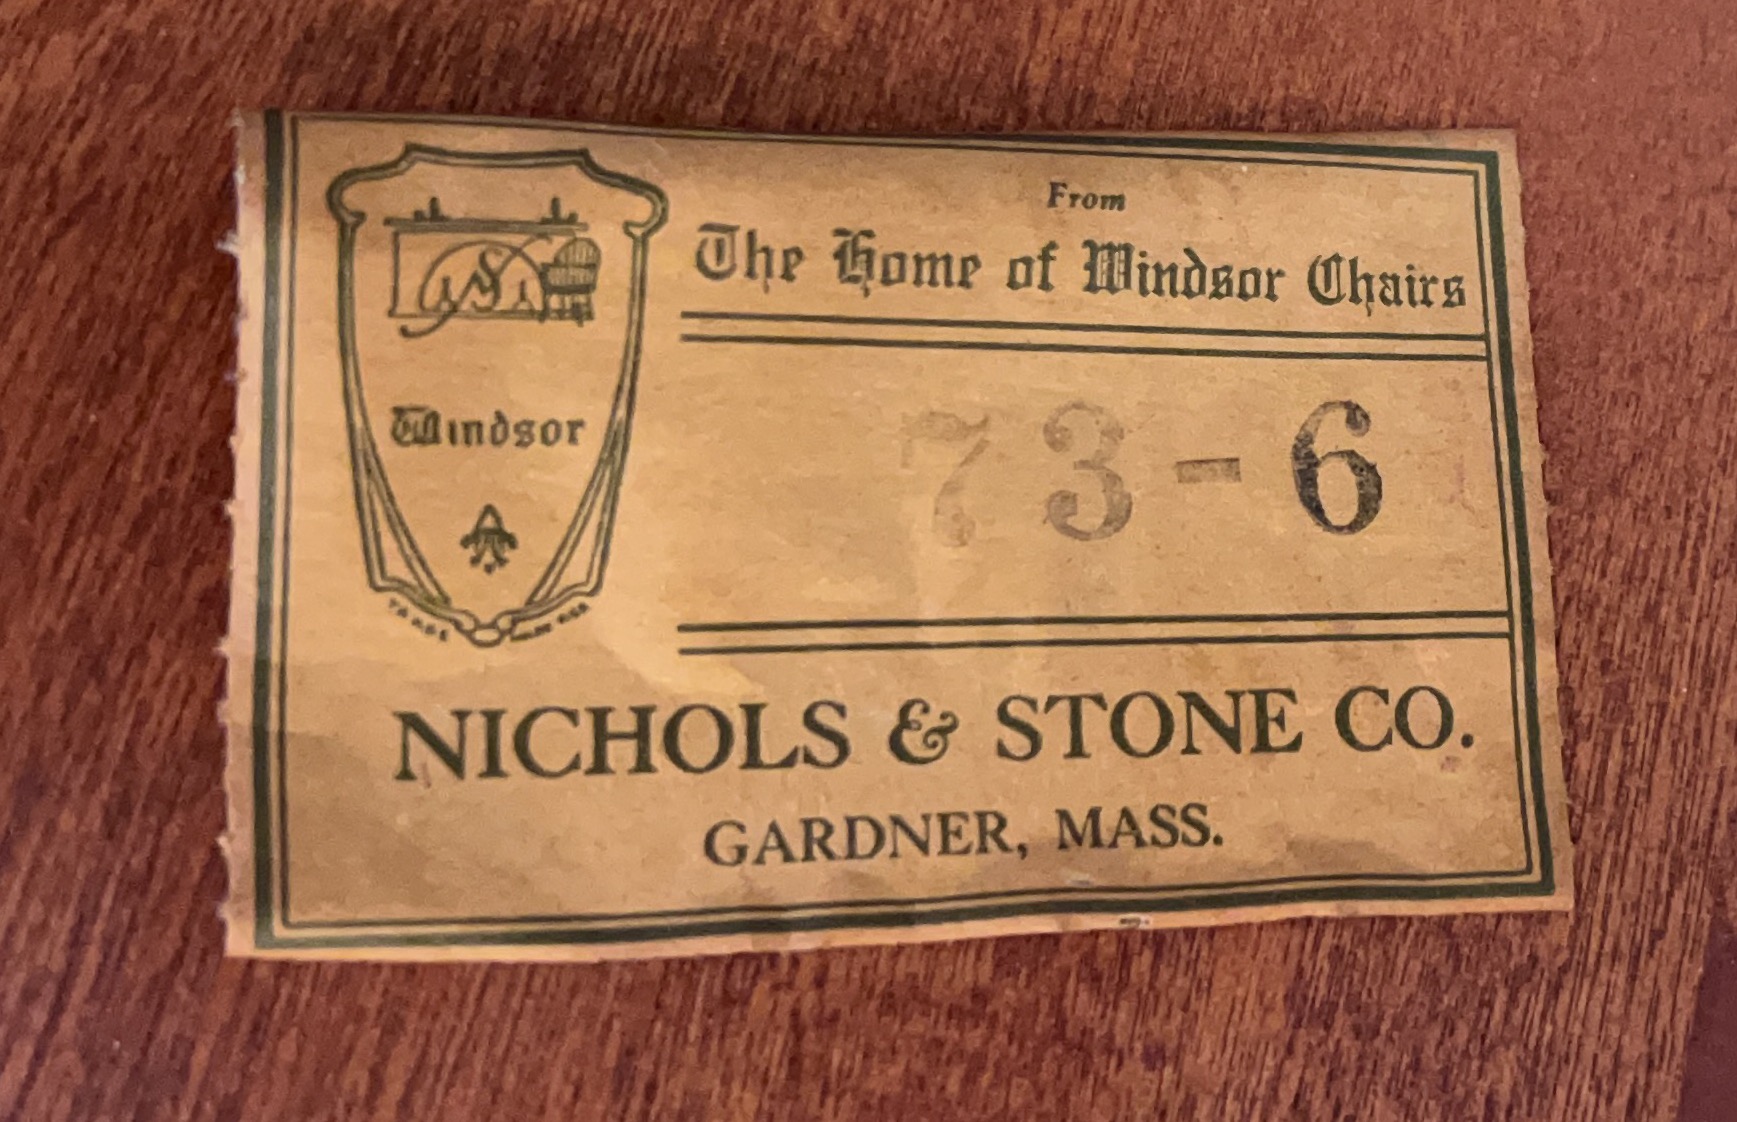 From
The Home of Windsor Chairs
Windsor
73-6
NICHOLS & STONE CO.
GARDNER, MASS.